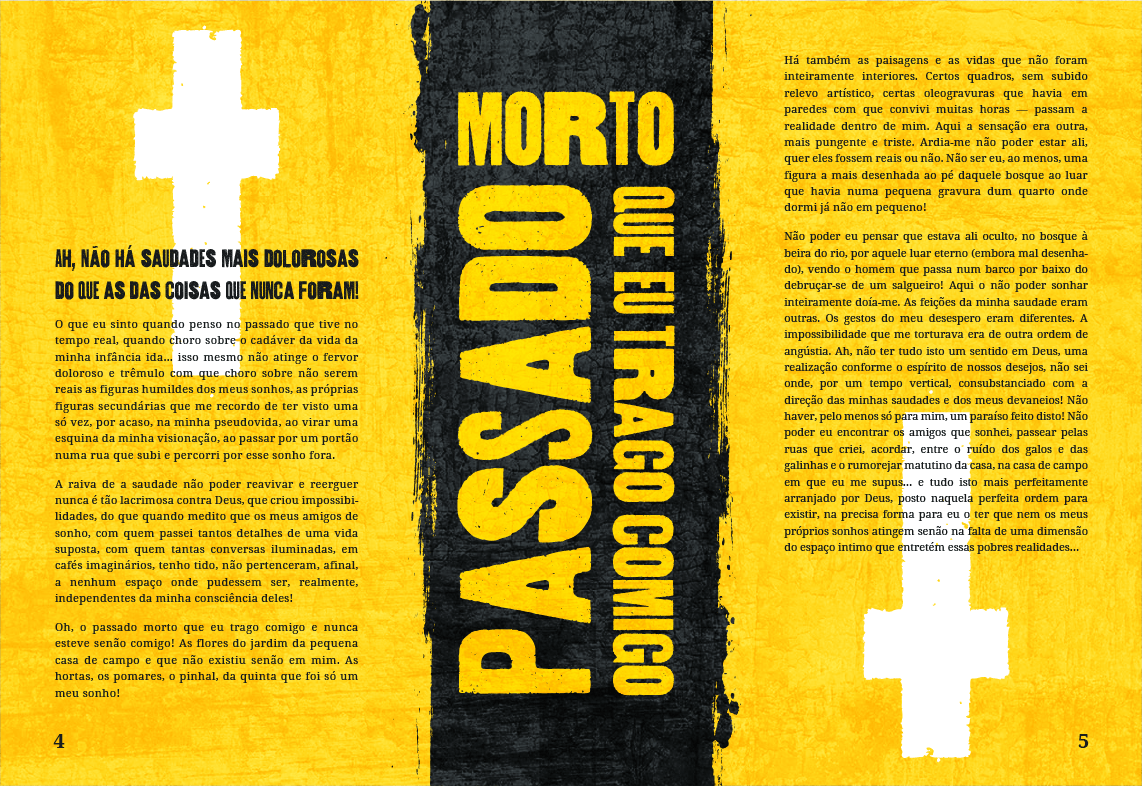 AH, NÃO HÁ SAUDADES MAIS DOLOROSAS
DO QUE AS DAS COISAS QUE NUNCA FORAM!
O que eu sinto quando penso no passado que tive no
tempo real, quando choro sobre o cadáver da vida da
minha infância ida... isso mesmo não atinge o fervor
doloroso e trêmulo com que choro sobre não serem
reais as figuras humildes dos meus sonhos, as próprias
figuras secundárias que me recordo de ter visto uma
só vez, por acaso, na minha pseudovida, ao virar uma
esquina da minha visionação, ao passar por um portão
numa rua que subi e percorri por esse sonho fora.
A raiva de a saudade não poder reavivar e reerguer
nunca é tão lacrimosa contra Deus, que criou impossibi-
lidades, do que quando medito que os meus amigos de
sonho, com quem passei tantos detalhes de uma vida
suposta, com quem tantas conversas iluminadas, em
cafés imaginários, tenho tido, não pertenceram, afinal,
a nenhum espaço onde pudessem ser, realmente,
independentes da minha consciência deles!
Oh, o passado morto que eu trago comigo e nunca
esteve senão comigo! As flores do jardim da pequena
casa de campo e que não existiu senão em mim. As
hortas, os pomares, o pinhal, da quinta que foi só um
meu sonho!
4
PASSADO
MORTO
QUE EU TRAGO COMIGO
Há também as paisagens e as vidas que não foram
inteiramente interiores. Certos quadros, sem subido
relevo artístico, certas oleogravuras que havia em
paredes com que convivi muitas horas — passam a
realidade dentro de mim. Aqui a sensação era outra,
mais pungente e triste. Ardia-me não poder estar ali,
quer eles fossem reais ou não. Não ser eu, ao menos, uma
figura a mais desenhada ao pé daquele bosque ao luar
que havia numa pequena gravura dum quarto onde
dormi já não em pequeno!
Não poder eu pensar que estava ali oculto, no bosque à
beira do rio, por aquele luar eterno (embora mal desenha-
do), vendo o homem que passa num barco por baixo do
debruçar-se de um salgueiro! Aqui o não poder sonhar
inteiramente doía-me. As feições da minha saudade eram
outras. Os gestos do meu desespero eram diferentes. A
impossibilidade que me torturava era de outra ordem de
angústia. Ah, não ter tudo isto um sentido em Deus, uma
realização conforme o espírito de nossos desejos, não sei
onde, por um tempo vertical, consubstanciado com a
direção das minhas saudades e dos meus devaneios! Não
haver, pelo menos só para mim, um paraíso feito disto! Não
poder eu encontrar os amigos que sonhei, passear pelas
ruas que criei, acordar, entre o ruído dos galos e das
galinhas e o rumorejar matutino da casa, na casa de campo
em que eu me supus... e tudo isto mais perfeitamente
arranjado por Deus, posto naquela perfeita ordem para
existir, na precisa forma para eu o ter que nem os meus
próprios sonhos atingem senão na falta de uma dimensão
do espaço íntimo que entretém essas pobres realidades...
5